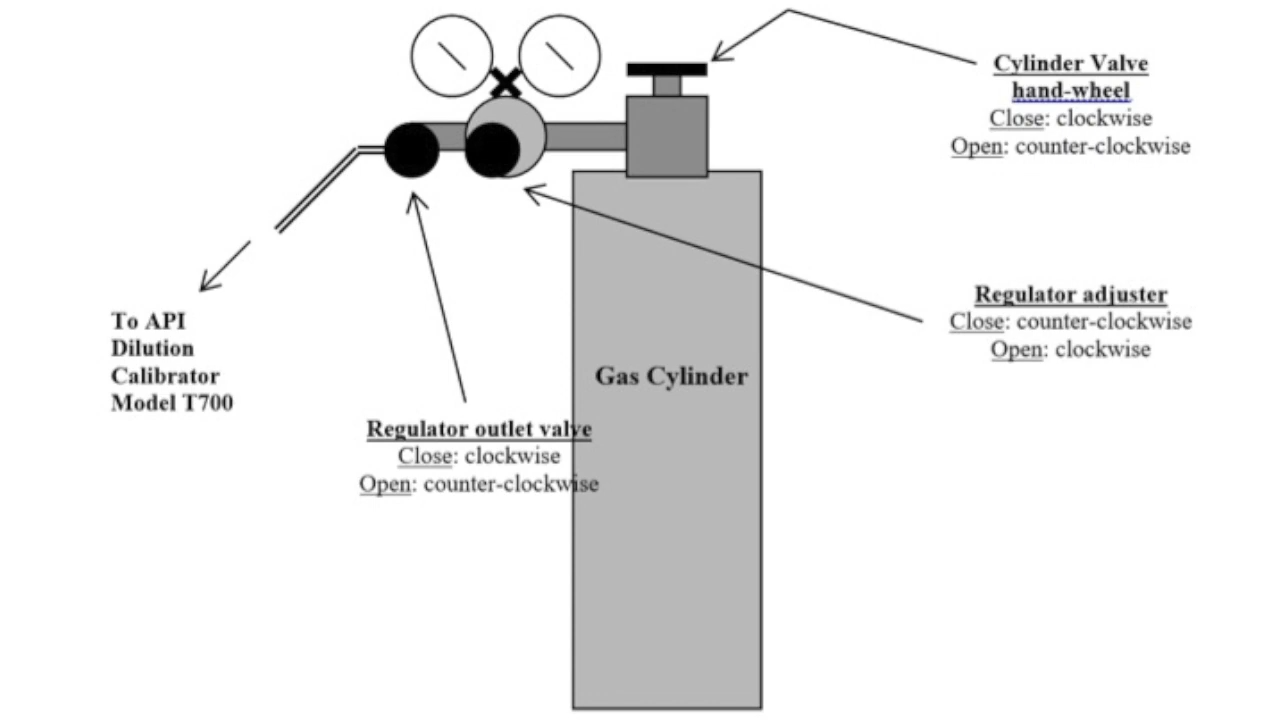 Cylinder Valve
hand-wheel
Close: clockwise
Open: counter-clockwise
Regulator adjuster
Close: counter-clockwise
Open: clockwise
To API
Dilution
Calibrator
Model T700
Gas Cylinder
Regulator outlet valve
Close: clockwise
Open: counter-clockwise